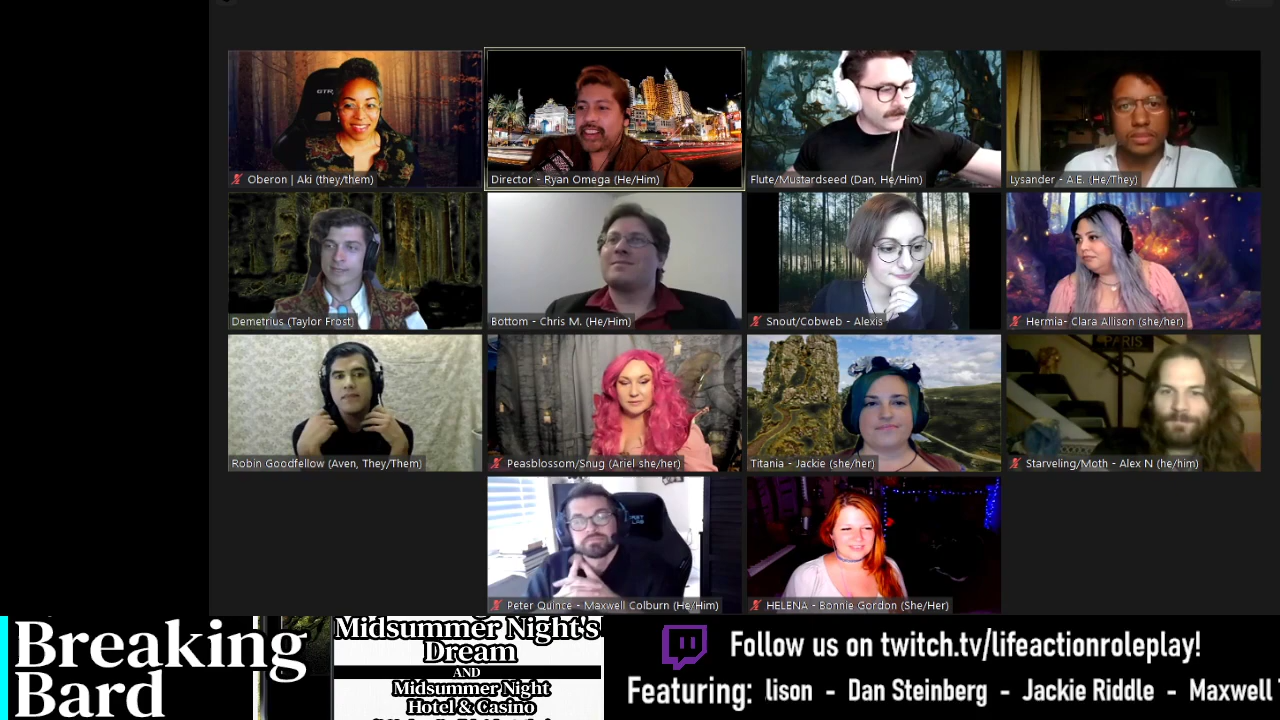 GTR
Oberon | Aki (they/them)
Director - Ryan Omega (He/Him)
Flute/Mustardseed (Dan, He/Him)
Lysander - A.E. (He/They)
Demetrius (Taylor Frost)
Bottom - Chris M. (He/Him)
Snout/Cobweb - Alexis
Hermia- Clara Allison (she/her)
PARIS
Robin Goodfellow (Aven, They/Them)
Peasblossom/Snug (Ariel she/her)
Titania - Jackie (she/her)
Starveling/Moth - Alex N (he/him)
Peter Quince - Maxwell Colburn (He/Him)
HELENA - Bonnie Gordon (She/Her)
Breaking
Bard
Midsummer Night's
Dream
AND
Midsummer Night
Hotel & Casino
Follow us on twitch.tv/lifeactionroleplay!
Featuring: lison - Dan Steinberg - Jackie Riddle - Maxwell